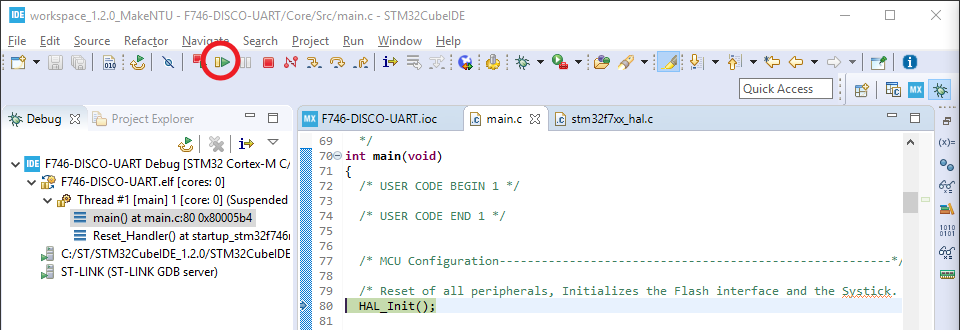 IDE workspace_1.2.0_MakeNTU - F746-DISCO-UART/Core/Src/main.c - STM32CubeIDE
File Edit Source Refactor Navigate Search Project Run Window Help
010
Quick Access
MX
Debug
Project Explorer
IDE F746-DISCO-UART Debug [STM32 Cortex-M C/
F746-DISCO-UART.elf [cores: 0]
Thread #1 [main] 1 [core: 0] (Suspended
main() at main.c:80 0x80005b4
Reset_Handler() at startup_stm32f746
C:/ST/STM32CubeIDE_1.2.0/STM32CubeIDE
ST-LINK (ST-LINK GDB server)
MX F746-DISCO-UART.ioc
main.c
stm32f7xx_hal.c
69 */
70 int main(void)
71 {
72 /* USER CODE BEGIN 1 */
73
74 /* USER CODE END 1 */
75
76
77 /* MCU Configuration--------------------------------------------------------*/
78
79 /* Reset of all peripherals, Initializes the Flash interface and the Systick.
80 HAL_Init();
81
(x)=
1010
0101